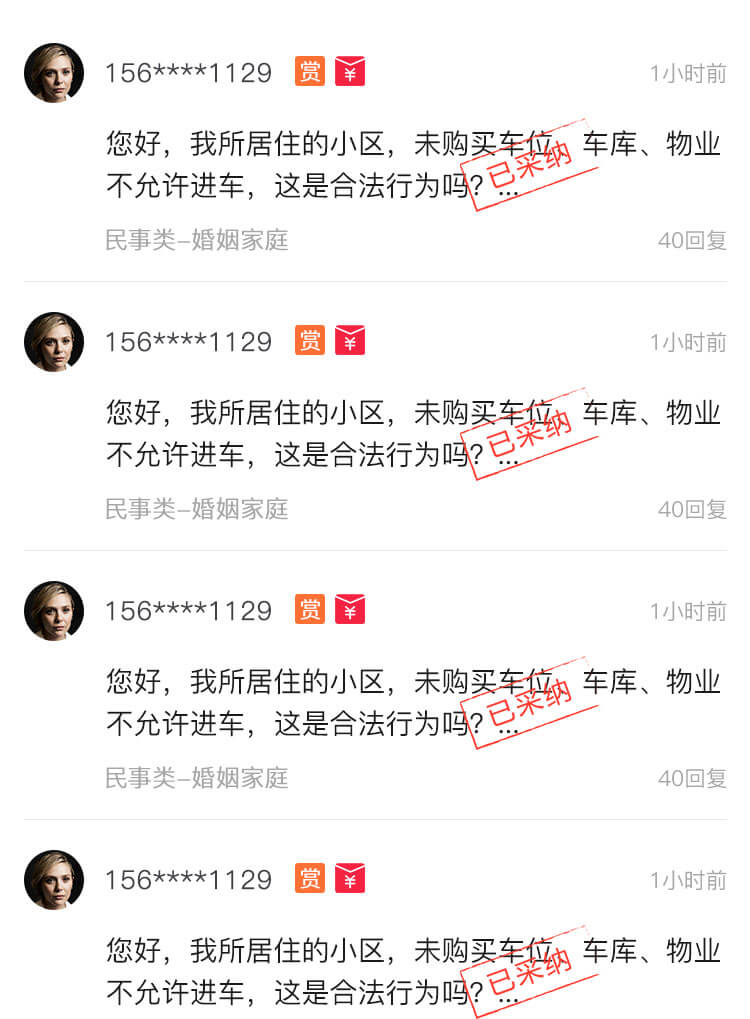 156****1129 赏 ¥ 1小时前
您好，我所居住的小区，未购买车位、车库、物业
不允许进车，这是合法行为吗？...
已采纳
民事类–婚姻家庭 40回复
156****1129 赏 ¥ 1小时前
您好，我所居住的小区，未购买车位、车库、物业
不允许进车，这是合法行为吗？...
已采纳
民事类–婚姻家庭 40回复
156****1129 赏 ¥ 1小时前
您好，我所居住的小区，未购买车位、车库、物业
不允许进车，这是合法行为吗？...
已采纳
民事类–婚姻家庭 40回复
156****1129 赏 ¥ 1小时前
您好，我所居住的小区，未购买车位、车库、物业
不允许进车，这是合法行为吗？...
已采纳